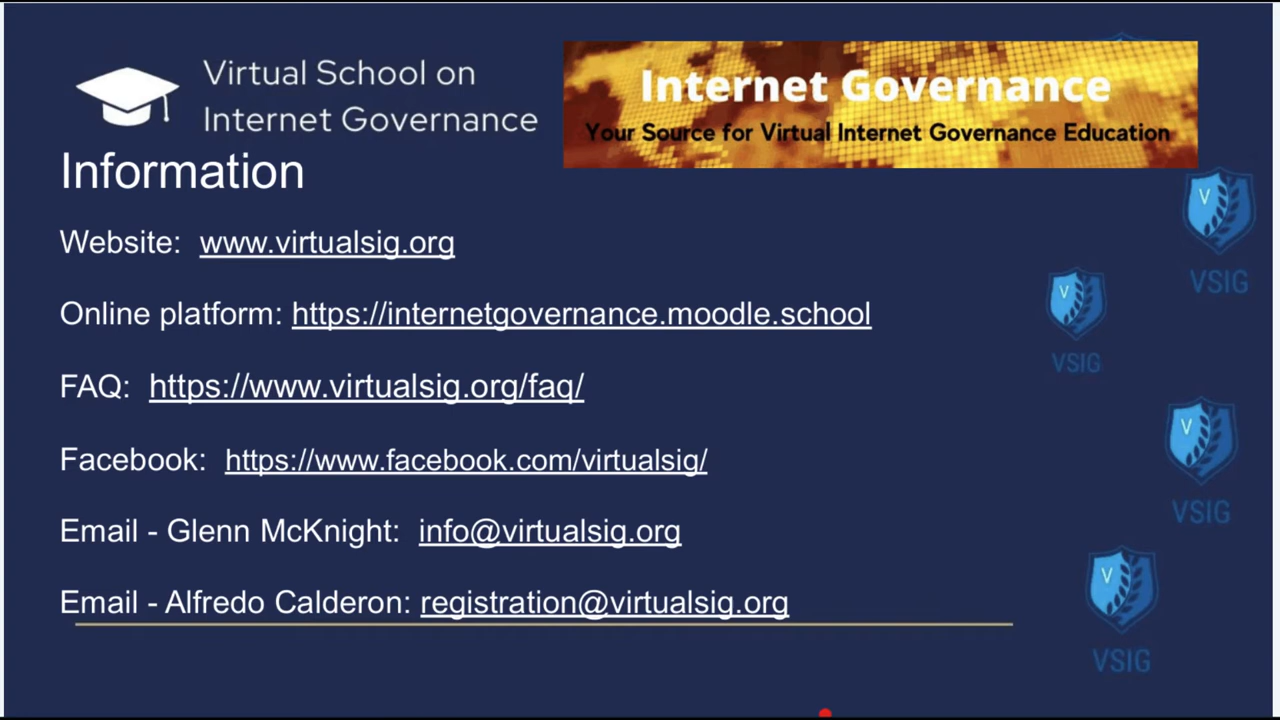 Virtual School on
Internet Governance
Internet Governance
Your Source for Virtual Internet Governance Education
Information
Website: www.virtualsig.org
Online platform: https://internetgovernance.moodle.school
FAQ: https://www.virtualsig.org/faq/
Facebook: https://www.facebook.com/virtualsig/
Email - Glenn McKnight: info@virtualsig.org
Email - Alfredo Calderon: registration@virtualsig.org
V
VSIG
V
VSIG
V
VSIG
V
VSIG